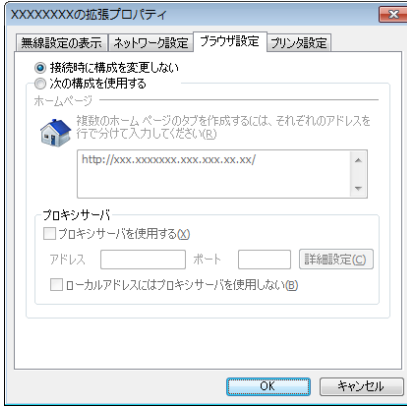 XXXXXXXXの拡張プロパティ
無線設定の表示 ネットワーク設定 ブラウザ設定 プリンタ設定
接続時に構成を変更しない
次の構成を使用する
ホームページ
複数のホーム ページのタブを作成するには、それぞれのアドレスを
行で分けて入力してください(R)
http://xxx.xxxxxxx.xxx.xxx.xx.xx/
プロキシサーバ
プロキシサーバを使用する(X)
アドレス ポート 詳細設定(C)
ローカルアドレスにはプロキシサーバを使用しない(B)
OK キャンセル